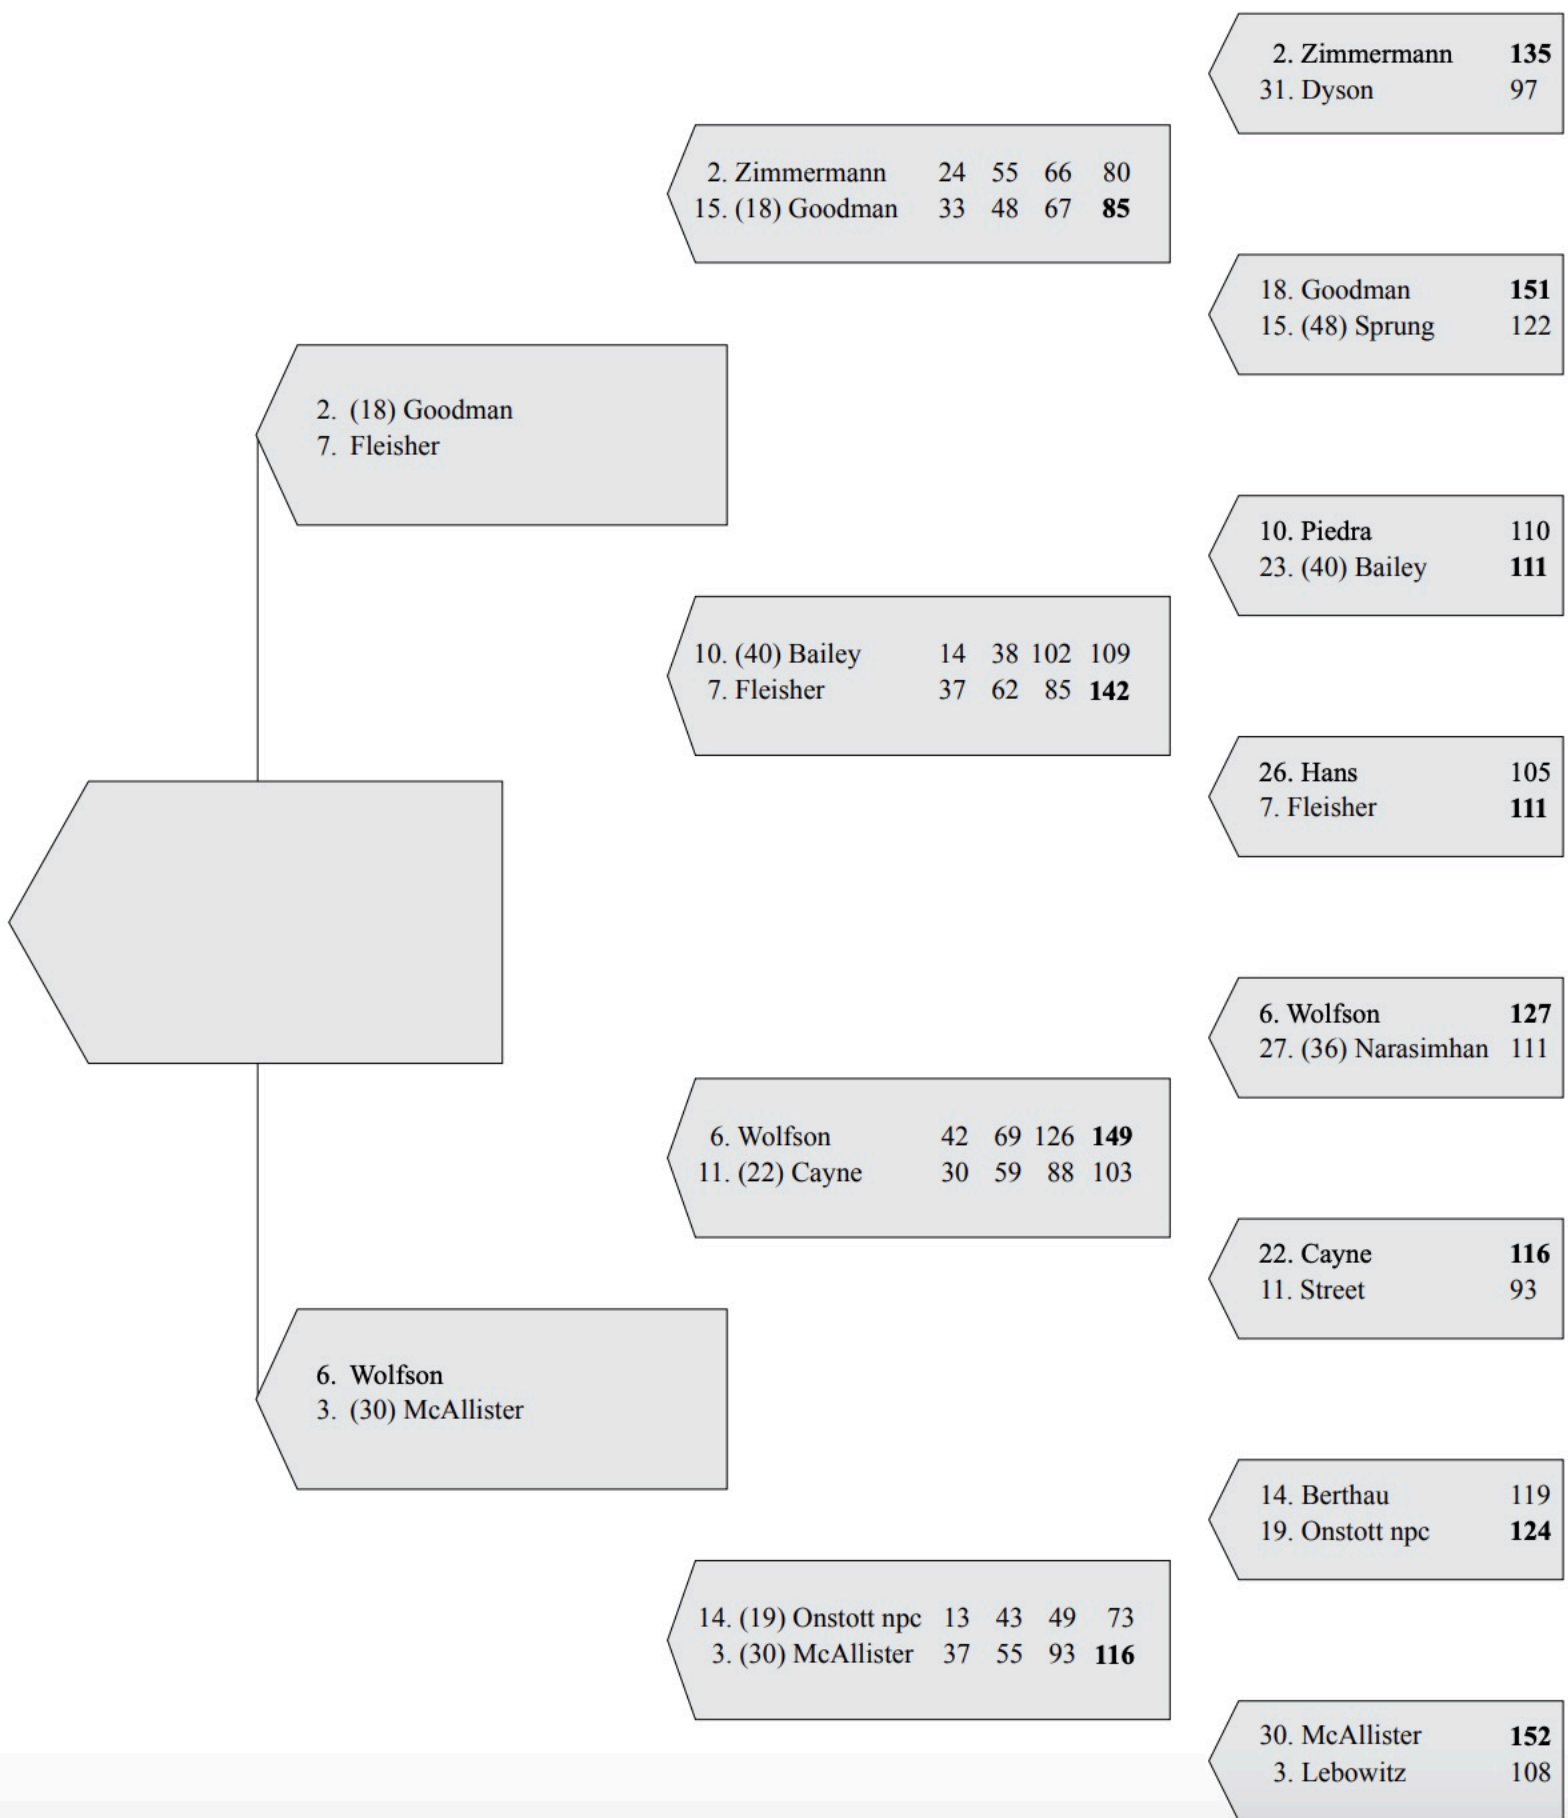 2. Zimmermann 135
31. Dyson 97
2. Zimmermann 24 55 66 80
15. (18) Goodman 33 48 67 85
18. Goodman 151
15. (48) Sprung 122
2. (18) Goodman
7. Fleisher
10. Piedra 110
23. (40) Bailey 111
10. (40) Bailey 14 38 102 109
7. Fleisher 37 62 85 142
26. Hans 105
7. Fleisher 111
6. Wolfson 127
27. (36) Narasimhan 111
6. Wolfson 42 69 126 149
11. (22) Cayne 30 59 88 103
22. Cayne 116
11. Street 93
6. Wolfson
3. (30) McAllister
14. Berthau 119
19. Onstott npc 124
14. (19) Onstott npc 13 43 49 73
3. (30) McAllister 37 55 93 116
30. McAllister 152
3. Lebowitz 108